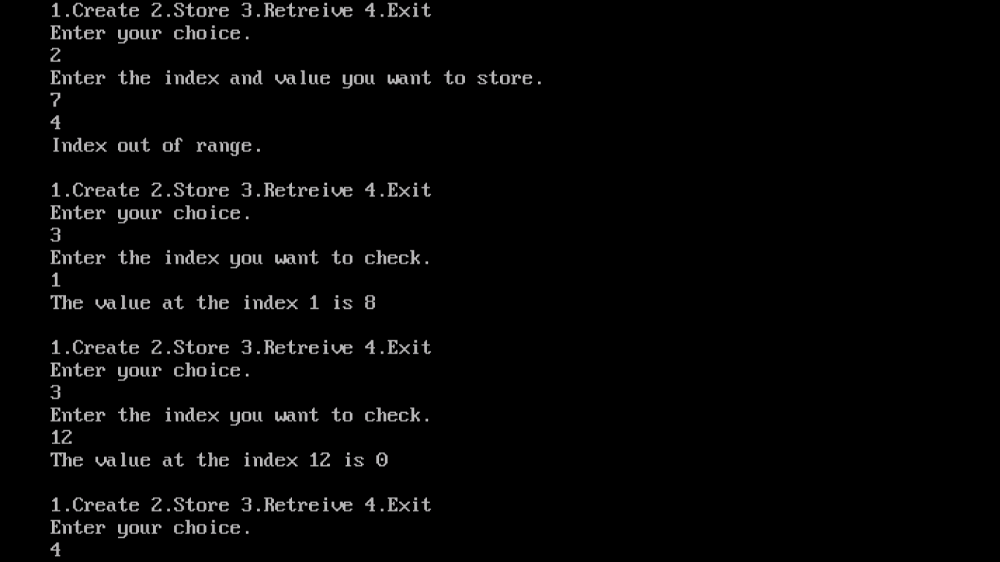 1.Create 2.Store 3.Retreive 4.Exit
Enter your choice.
2
Enter the index and value you want to store.
7
4
Index out of range.
1.Create 2.Store 3.Retreive 4.Exit
Enter your choice.
3
Enter the index you want to check.
1
The value at the index 1 is 8
1.Create 2.Store 3.Retreive 4.Exit
Enter your choice.
3
Enter the index you want to check.
12
The value at the index 12 is 0
1.Create 2.Store 3.Retreive 4.Exit
Enter your choice.
4